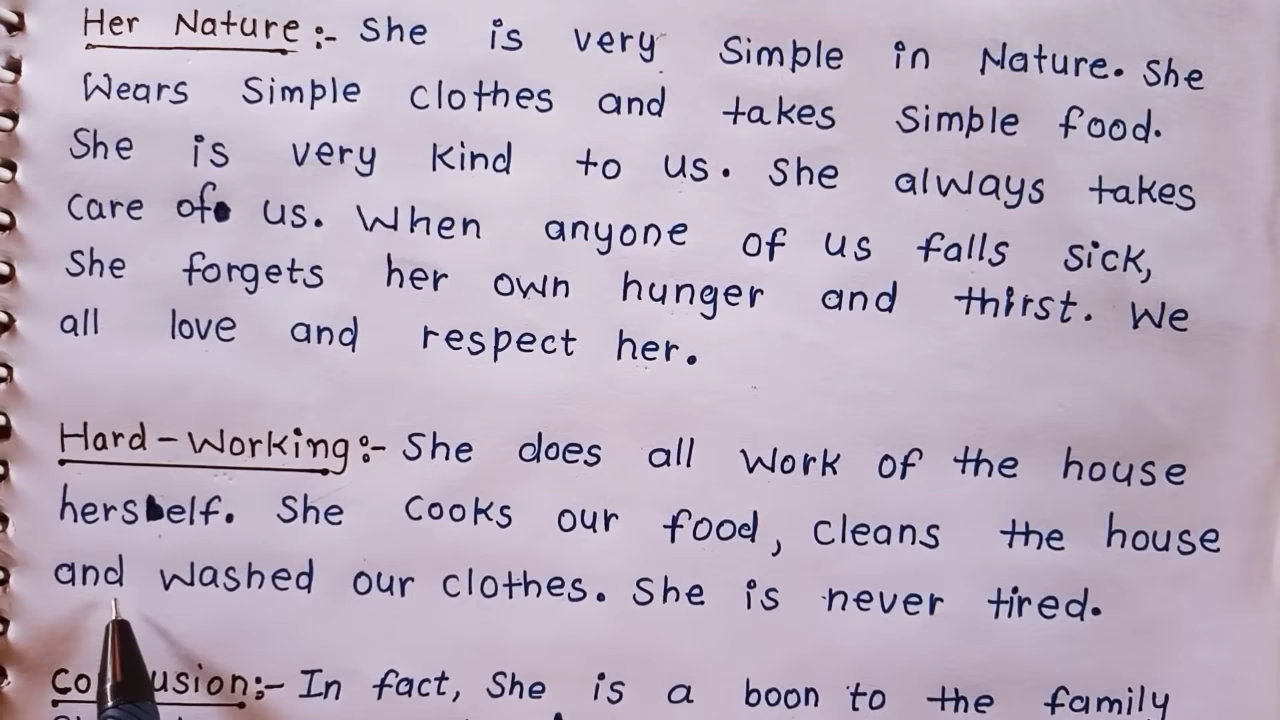 Her Nature :- She is very Simple in Nature. She
Wears Simple clothes and takes Simple food.
She is very Kind to us. She always takes
care of us. When anyone of us falls sick,
She forgets her own hunger and thirst. We
all love and respect her.
Hard-Working :- She does all work of the house
herself. She cooks our food, cleans the house
and washed our clothes. She is never tired.
In fact, She is a boon to the family